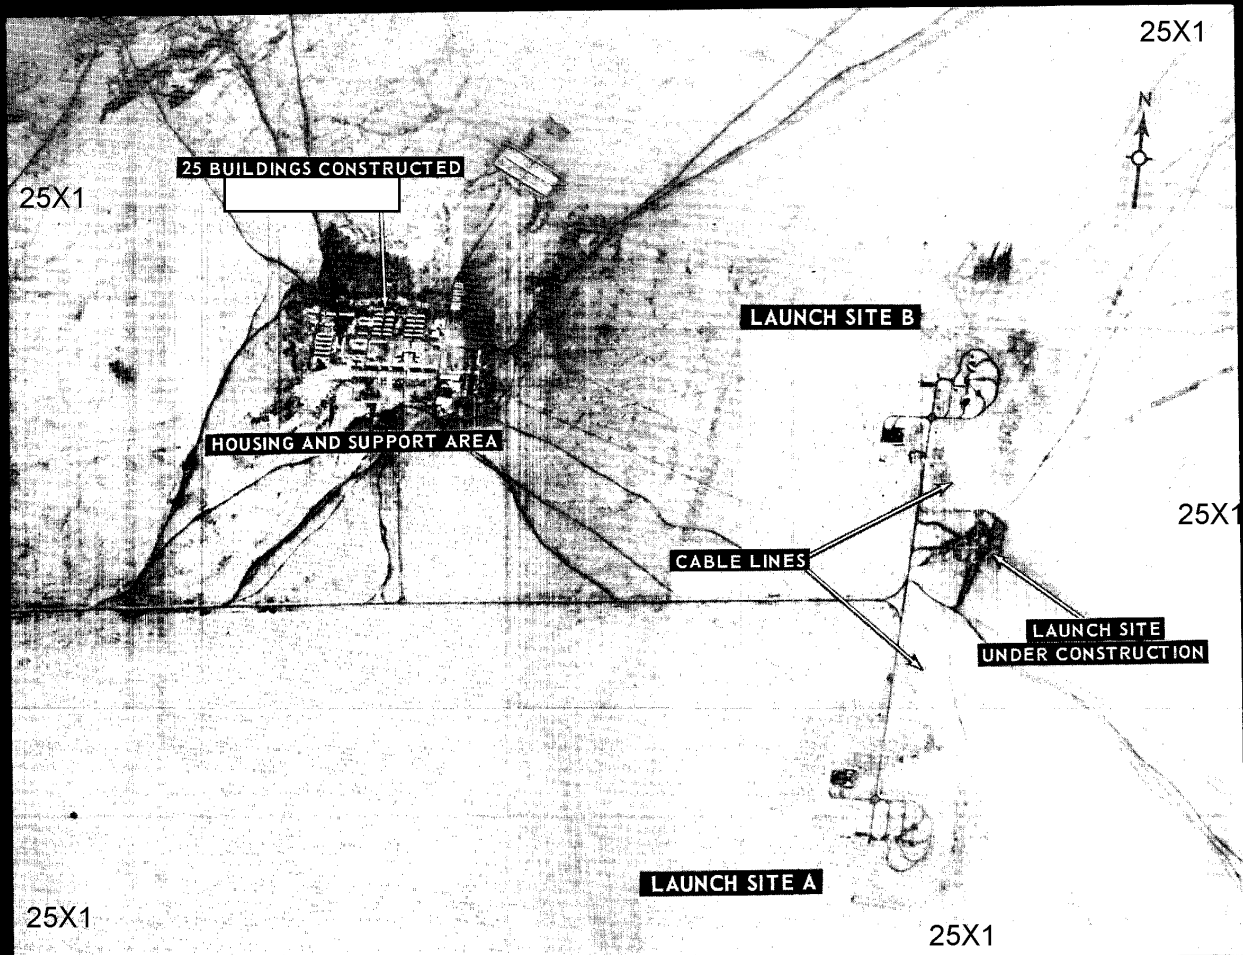 25X1
N
25 BUILDINGS CONSTRUCTED
25X1
LAUNCH SITE B
HOUSING AND SUPPORT AREA
25X1
CABLE LINES
LAUNCH SITE
UNDER CONSTRUCTION
LAUNCH SITE A
25X1
25X1